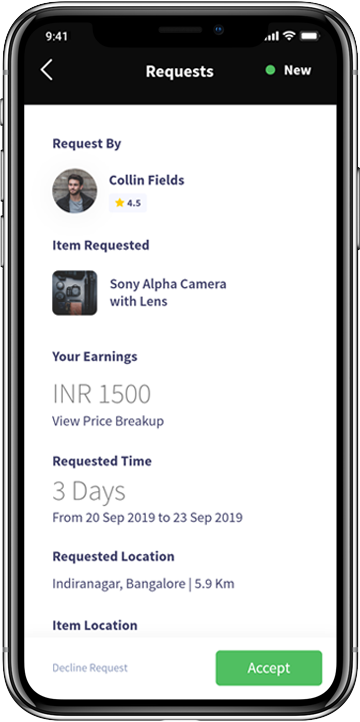 9:41
Requests
New
Request By
Collin Fields
4.5
Item Requested
Sony Alpha Camera
with Lens
Your Earnings
INR 1500
View Price Breakup
Requested Time
3 Days
From 20 Sep 2019 to 23 Sep 2019
Requested Location
Indiranagar, Bangalore | 5.9 Km
Item Location
Decline Request
Accept